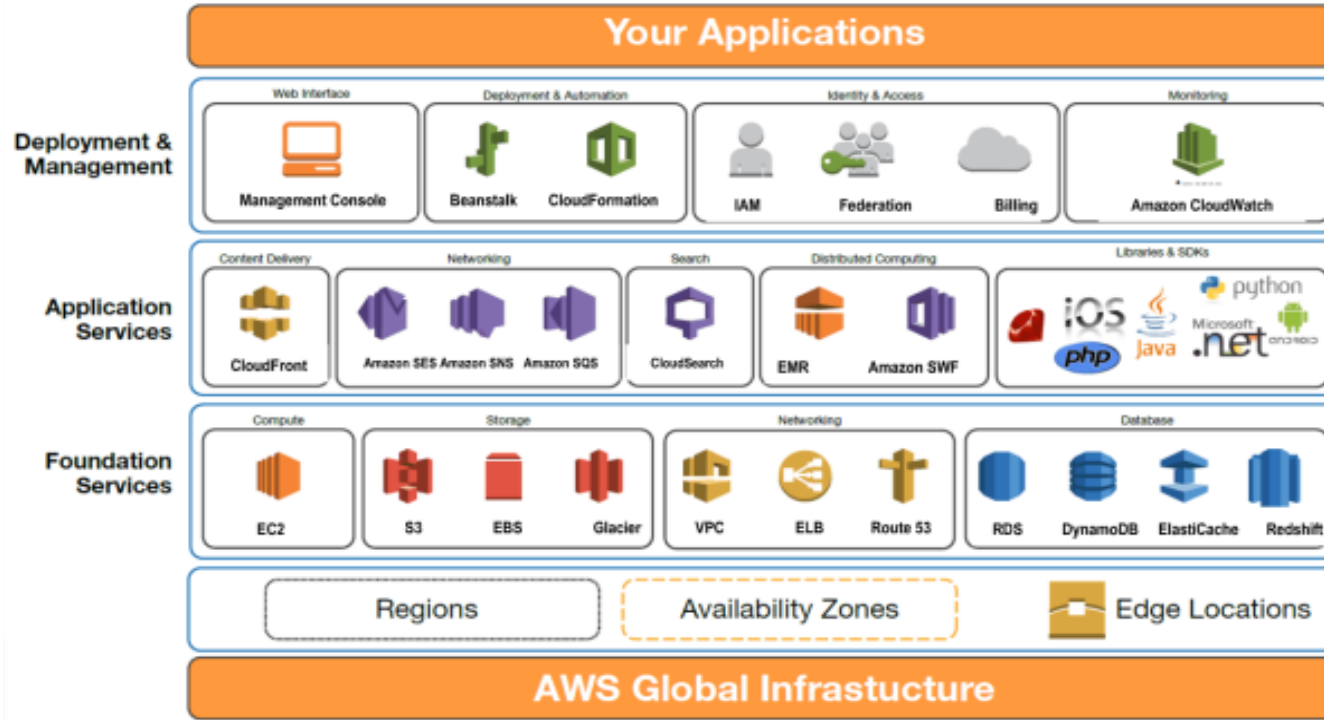 Your Applications
Web Interface
Deployment & Automation
Identity & Access
Monitoring
Deployment &
Management
Management Console
Beanstalk
CloudFormation
IAM
Federation
Billing
Amazon CloudWatch
Content Delivery
Networking
Search
Distributed Computing
Libraries & SDKs
Application
Services
CloudFront
Amazon SES
Amazon SNS
Amazon SQS
CloudSearch
EMR
Amazon SWF
iOS
php
Java
python
Microsoft
.net
ANDROID
Compute
Storage
Networking
Database
Foundation
Services
EC2
S3
EBS
Glacier
VPC
ELB
Route 53
RDS
DynamoDB
ElastiCache
Redshift
Regions
Availability Zones
Edge Locations
AWS Global Infrastucture